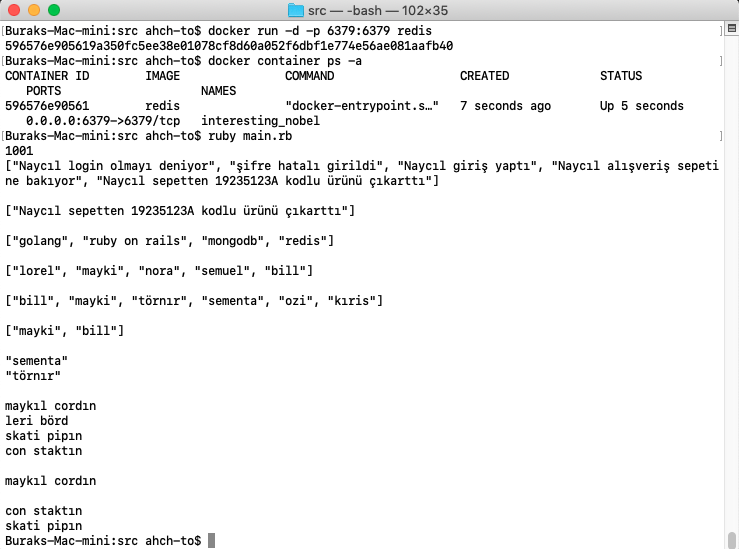 src — -bash — 102×35
[Buraks-Mac-mini:src ahch-to$ docker run -d -p 6379:6379 redis ]
596576e905619a350fc5ee38e01078cf8d60a052f6dbf1e774e56ae081aafb40
[Buraks-Mac-mini:src ahch-to$ docker container ps -a ]
CONTAINER ID IMAGE COMMAND CREATED STATUS
PORTS NAMES
596576e90561 redis "docker-entrypoint.s…" 7 seconds ago Up 5 seconds
0.0.0.0:6379->6379/tcp interesting_nobel
[Buraks-Mac-mini:src ahch-to$ ruby main.rb ]
1001
["Naycıl login olmayı deniyor", "şifre hatalı girildi", "Naycıl giriş yaptı", "Naycıl alışveriş sepeti
ne bakıyor", "Naycıl sepetten 19235123A kodlu ürünü çıkarttı"]
["Naycıl sepetten 19235123A kodlu ürünü çıkarttı"]
["golang", "ruby on rails", "mongodb", "redis"]
["lorel", "mayki", "nora", "semuel", "bill"]
["bill", "mayki", "törnır", "sementa", "ozi", "kıris"]
["mayki", "bill"]
"sementa"
"törnır"
maykıl cordın
leri börd
skati pipın
con staktın
maykıl cordın
con staktın
skati pipın
Buraks-Mac-mini:src ahch-to$